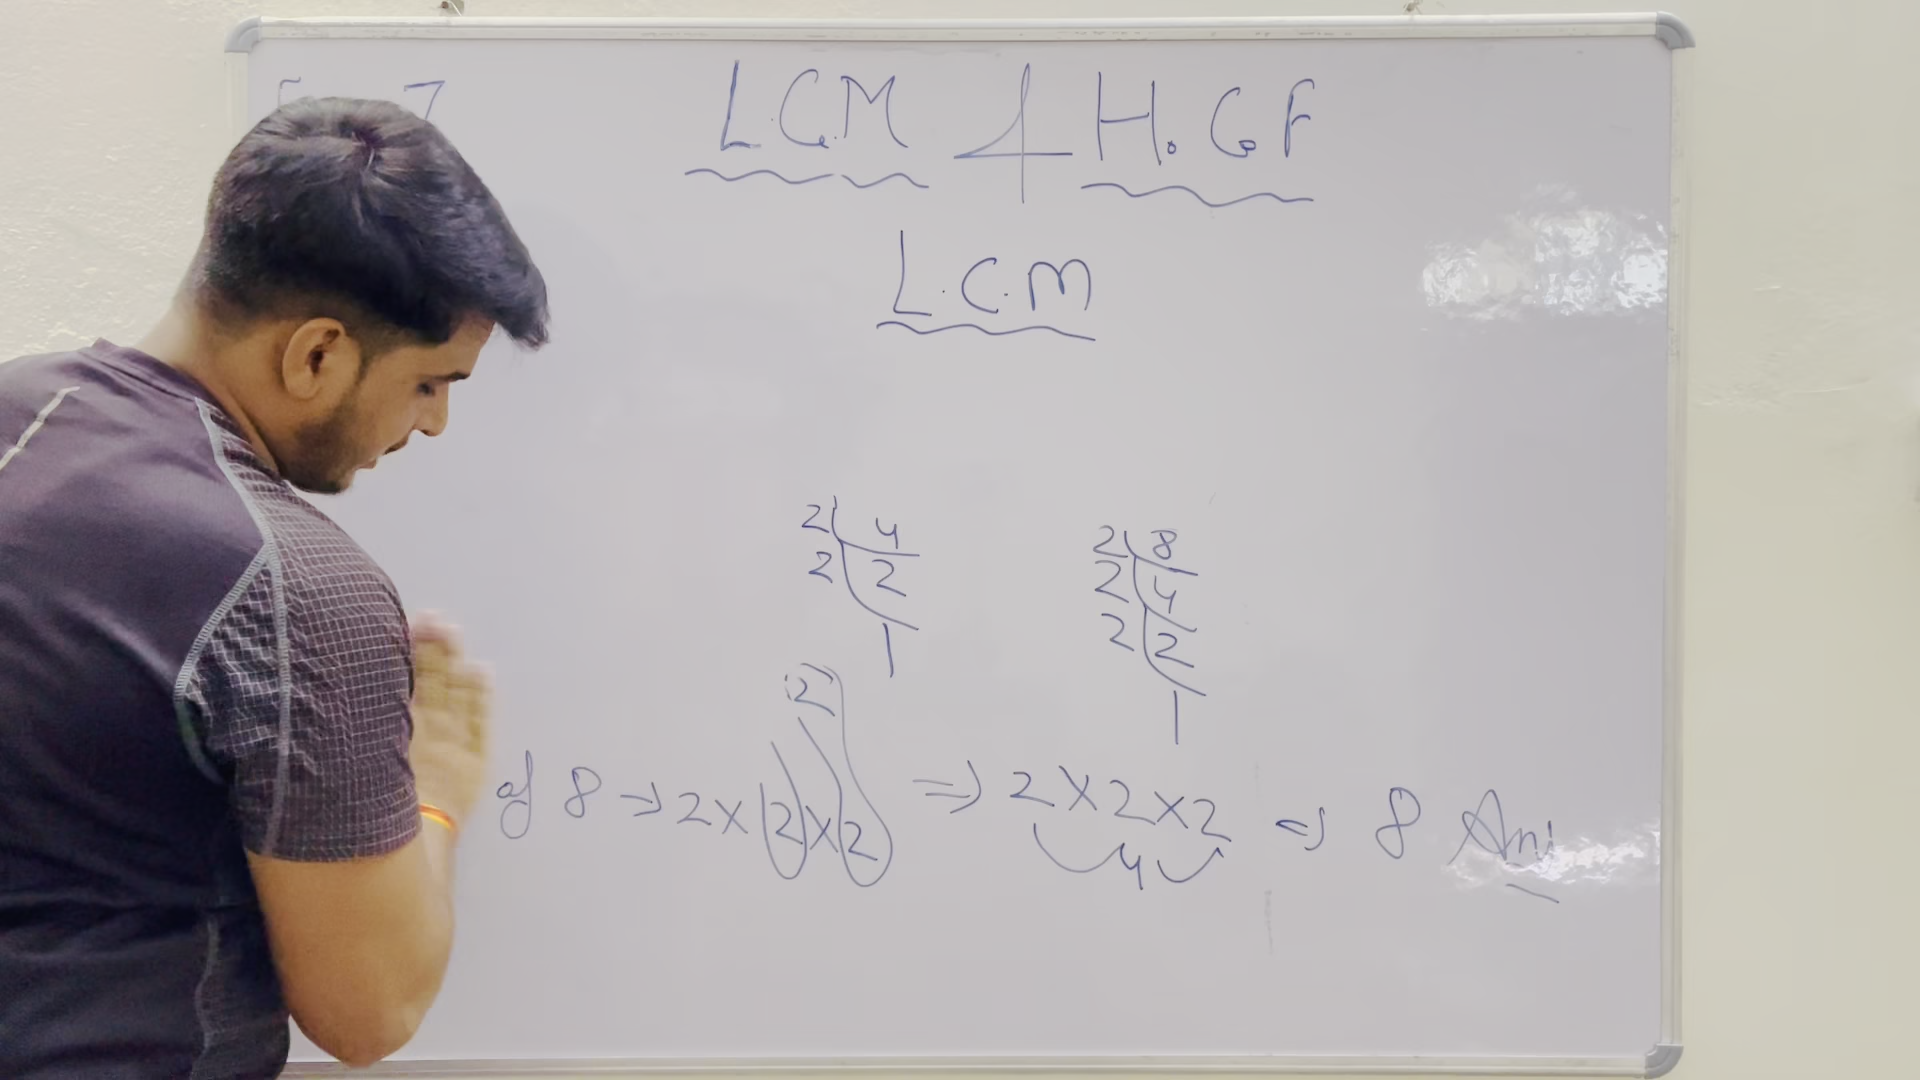 7 L.C.M & H.C.F
L.C.M
2 4 2 8
2 2 2 4
1 2 2
2 1
of 8 => 2 x 2 x 2 => 2 x 2 x 2 => 8 Ans
4